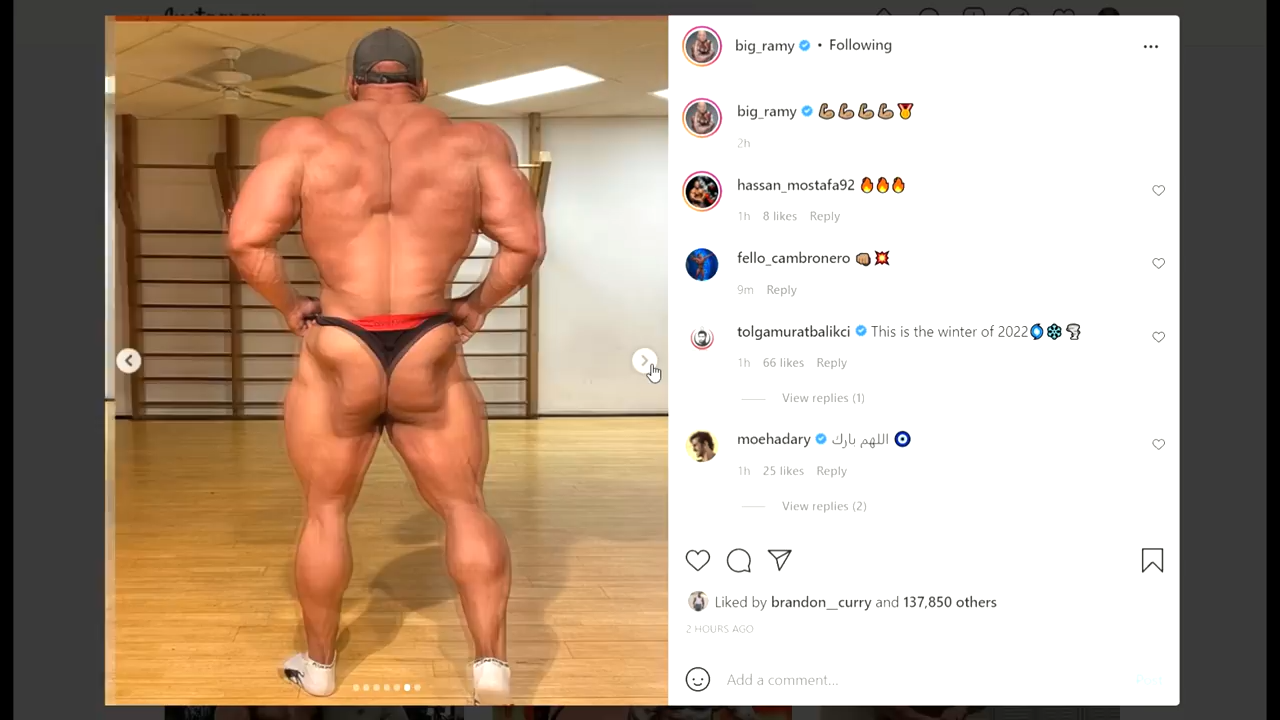 big_ramy • Following
big_ramy 💪🏽💪🏽💪🏽💪🏽🏅
2h
hassan_mostafa92 🔥🔥🔥
1h 8 likes Reply
fello_cambronero 👊🏽💥
9m Reply
tolgamuratbalikci This is the winter of 2022🌀❄️🌪️
1h 66 likes Reply
View replies (1)
moehadary اللهم بارك 🧿
1h 25 likes Reply
View replies (2)
Liked by brandon__curry and 137,850 others
2 HOURS AGO
Add a comment...
Post